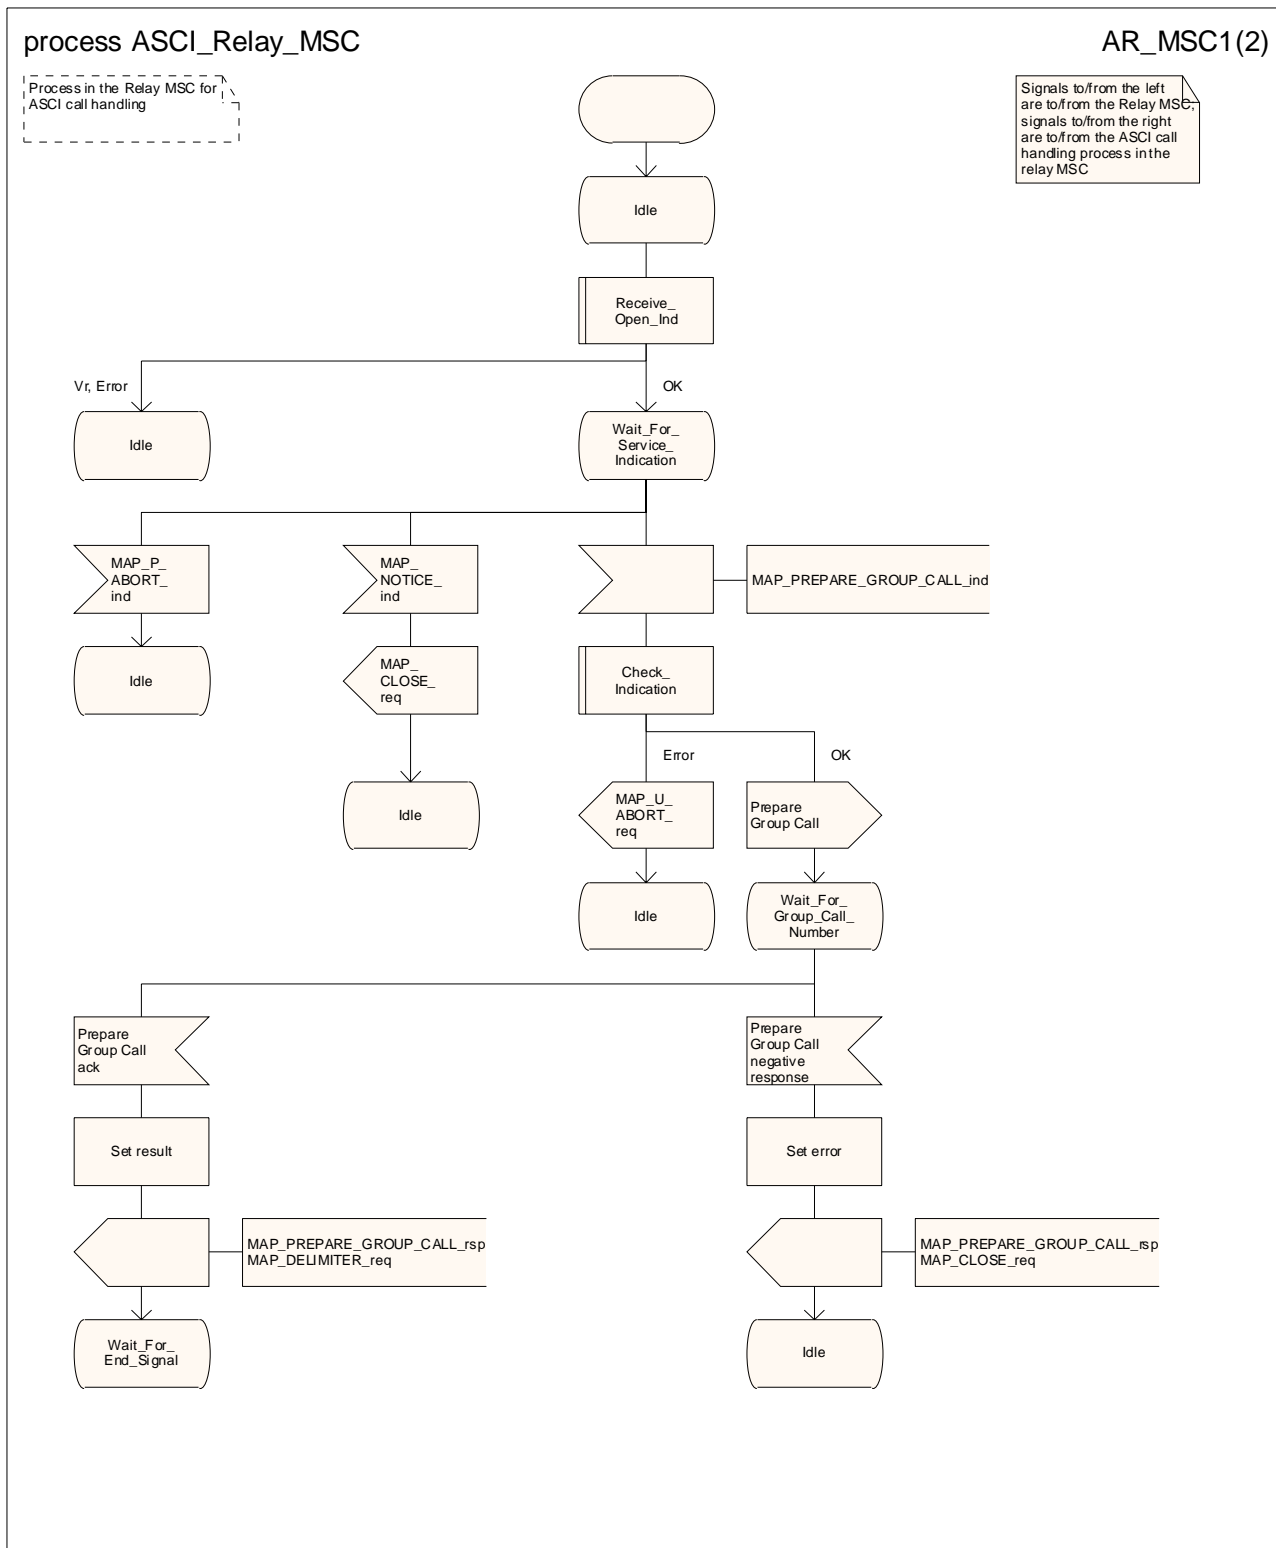 process ASCI_Relay_MSC
AR_MSC1(2)
Process in the Relay MSC for
ASCI call handling
Signals to/from the left
are to/from the Relay MSC;
signals to/from the right
are to/from the ASCI call
handling process in the
relay MSC
Idle
Receive_
Open_Ind
Vr, Error
OK
Idle
Wait_For_
Service_
Indication
MAP_P_
ABORT_
ind
MAP_
NOTICE_
ind
MAP_PREPARE_GROUP_CALL_ind
Idle
MAP_
CLOSE_
req
Check_
Indication
Error
OK
Idle
MAP_U_
ABORT_
req
Prepare
Group Call
Idle
Wait_For_
Group_Call_
Number
Prepare
Group Call
ack
Prepare
Group Call
negative
response
Set result
Set error
MAP_PREPARE_GROUP_CALL_rsp
MAP_DELIMITER_req
MAP_PREPARE_GROUP_CALL_rsp
MAP_CLOSE_req
Wait_For_
End_Signal
Idle